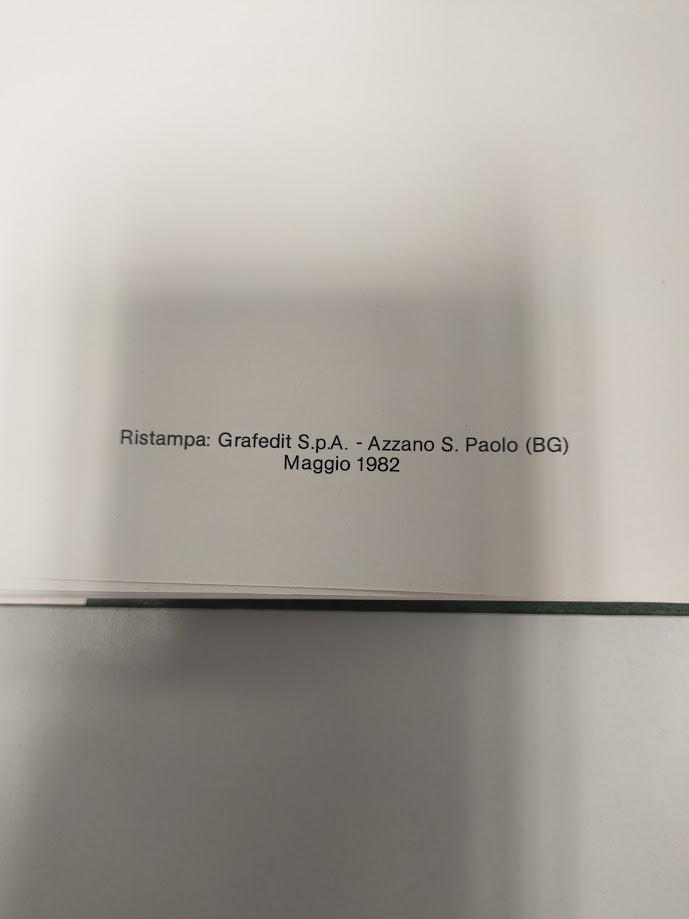 Ristampa: Grafedit S.p.A. - Azzano S. Paolo (BG)
Maggio 1982